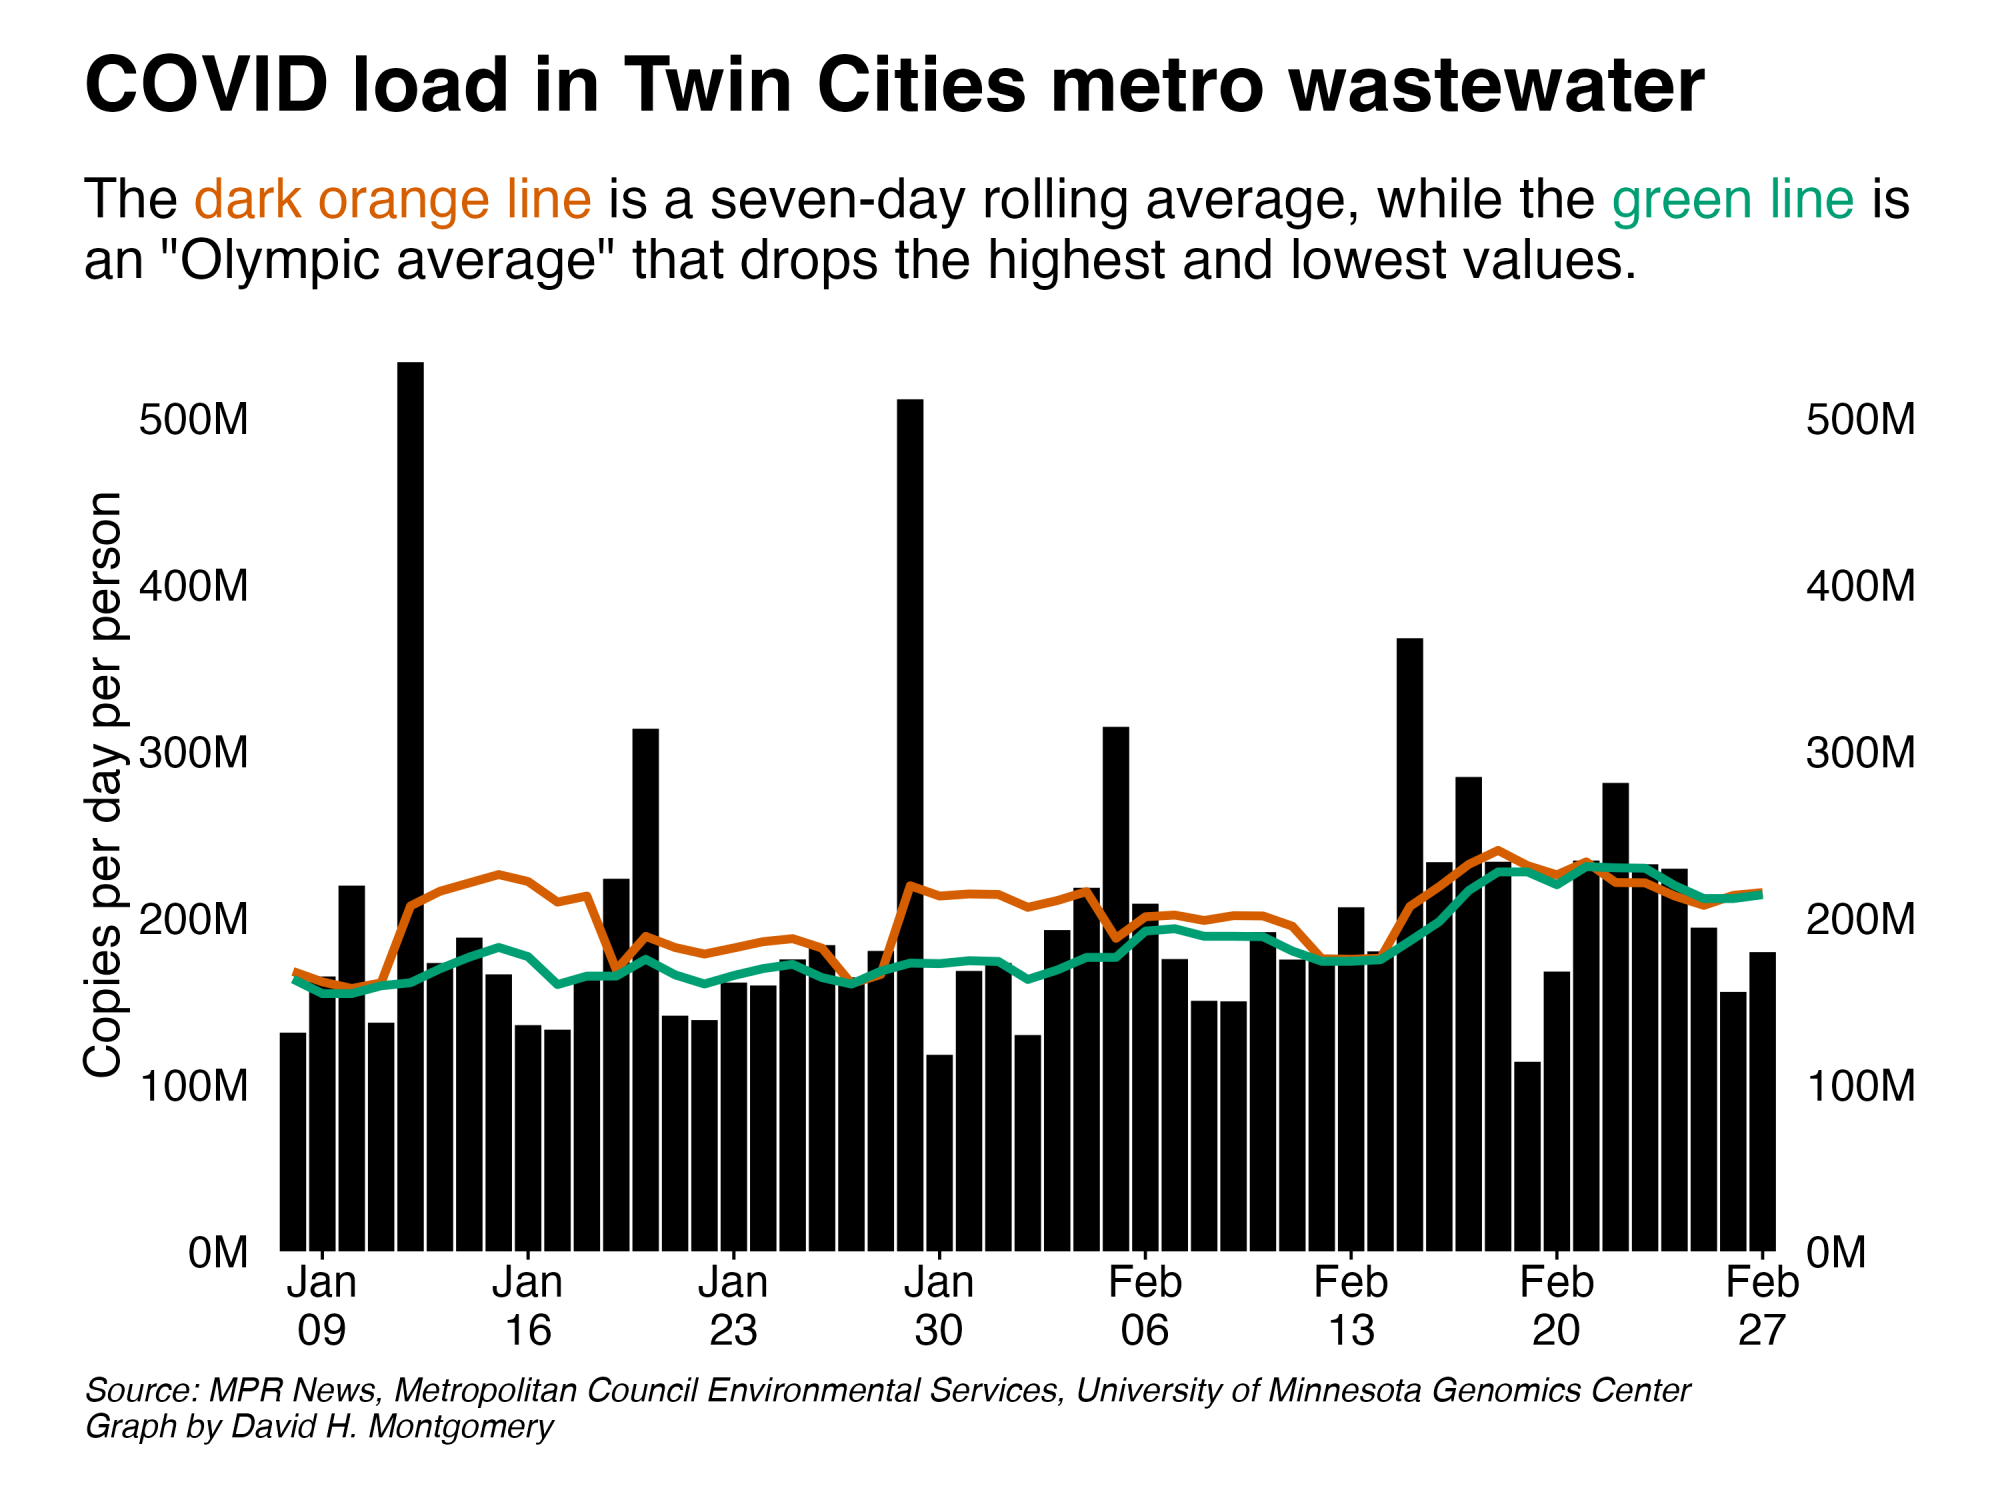 COVID load in Twin Cities metro wastewater
The dark orange line is a seven-day rolling average, while the green line is
an "Olympic average" that drops the highest and lowest values.
Copies per day per person
500M
400M
300M
200M
100M
0M
500M
400M
300M
200M
100M
0M
Jan
09
Jan
16
Jan
23
Jan
30
Feb
06
Feb
13
Feb
20
Feb
27
Source: MPR News, Metropolitan Council Environmental Services, University of Minnesota Genomics Center
Graph by David H. Montgomery